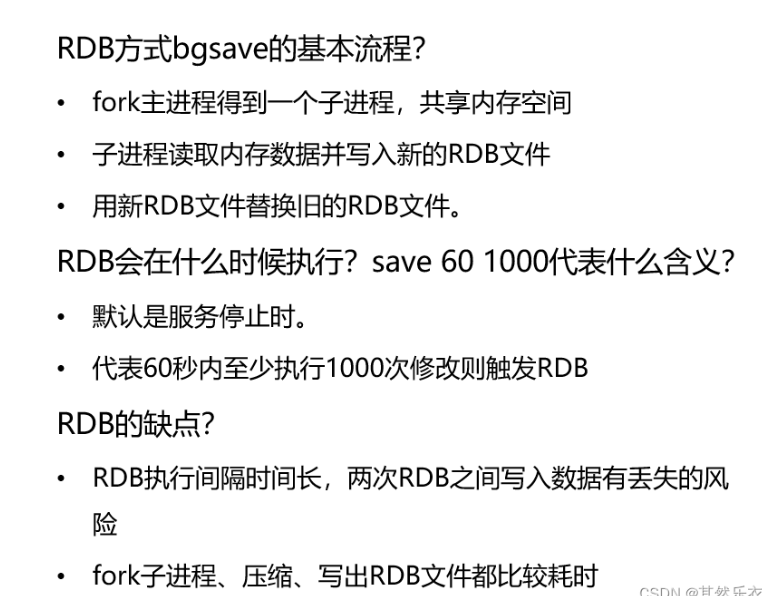 RDB方式bgsave的基本流程？
• fork主进程得到一个子进程，共享内存空间
• 子进程读取内存数据并写入新的RDB文件
• 用新RDB文件替换旧的RDB文件。
RDB会在什么时候执行？save 60 1000代表什么含义？
• 默认是服务停止时。
• 代表60秒内至少执行1000次修改则触发RDB
RDB的缺点？
• RDB执行间隔时间长，两次RDB之间写入数据有丢失的风
险
• fork子进程、压缩、写出RDB文件都比较耗时
CSDN @其然乐衣